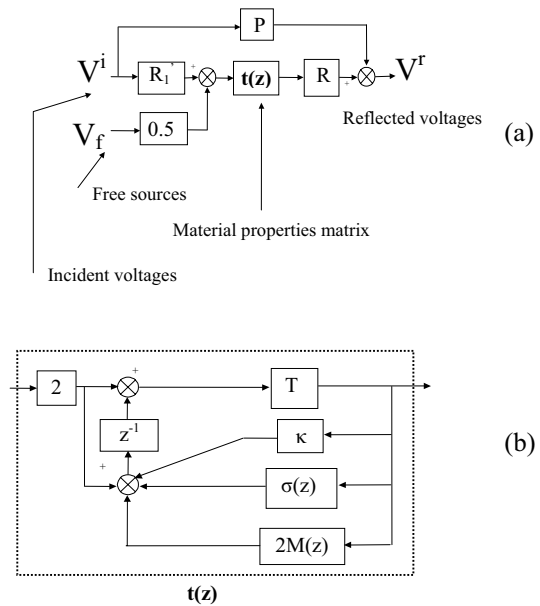 P
V^i
R_1'
+
t(z)
R
+
V^r
V_f
0.5
Reflected voltages
(a)
Free sources
Material properties matrix
Incident voltages
+
2
T
z^-1
κ
(b)
+
σ(z)
2M(z)
t(z)